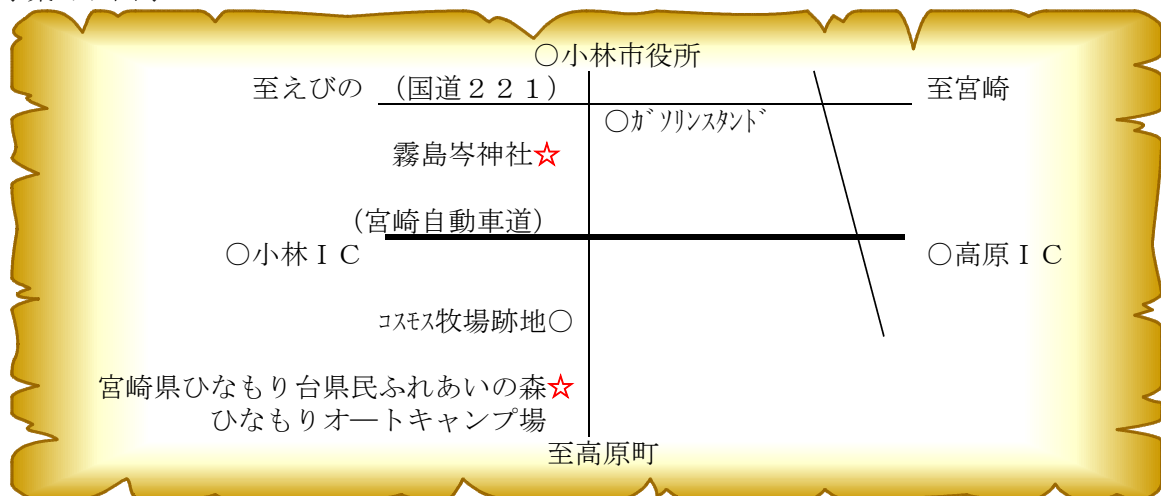 ○小林市役所
至えびの （国道２２１） 至宮崎
○ｶﾞｿﾘﾝｽﾀﾝﾄﾞ
霧島岑神社☆
（宮崎自動車道）
○小林ＩＣ ○高原ＩＣ
ｺｽﾓｽ牧場跡地○
宮崎県ひなもり台県民ふれあいの森☆
ひなもりオートキャンプ場
至高原町